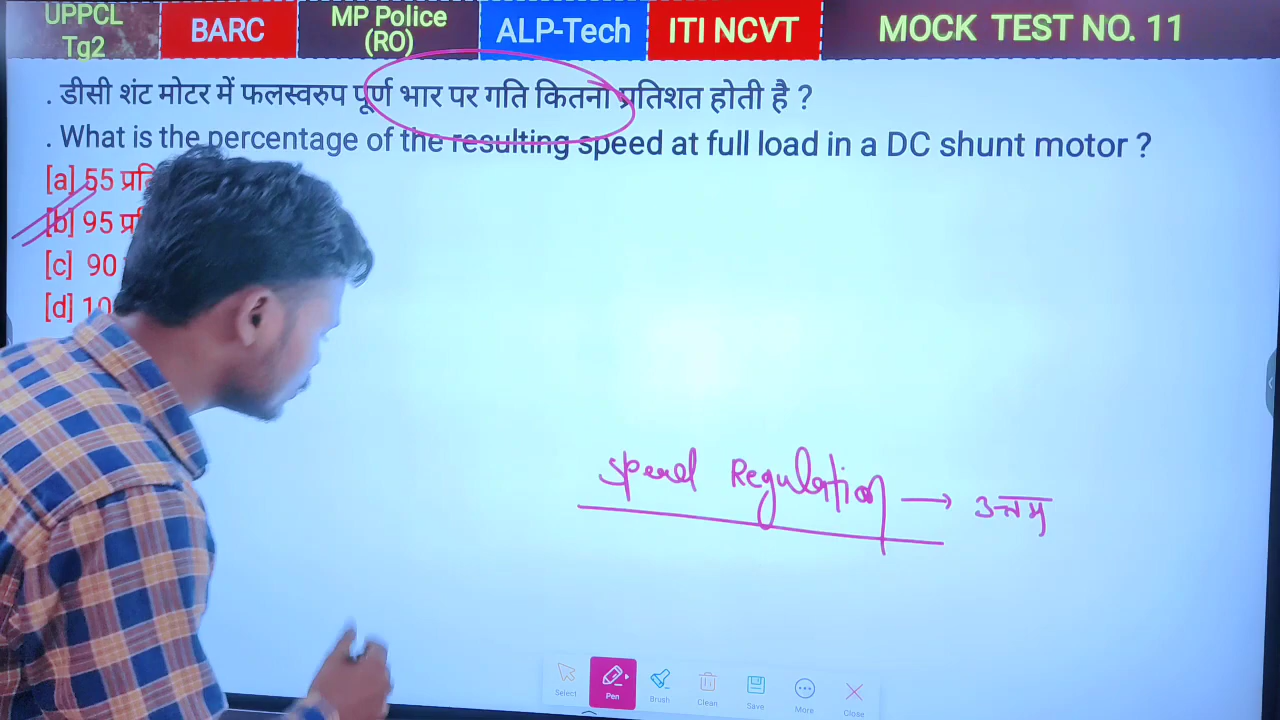 UPPCL Tg2
BARC
MP Police (RO)
ALP-Tech
ITI NCVT
MOCK TEST NO. 11
. डीसी शंट मोटर में फलस्वरुप पूर्ण भार पर गति कितनी प्रतिशत होती है ?
. What is the percentage of the resulting speed at full load in a DC shunt motor ?
[a] 55
[b] 95
[c] 90
[d]
Speed Regulation → उत्तम
Select
Pen
Brush
Clean
Save
More
Close